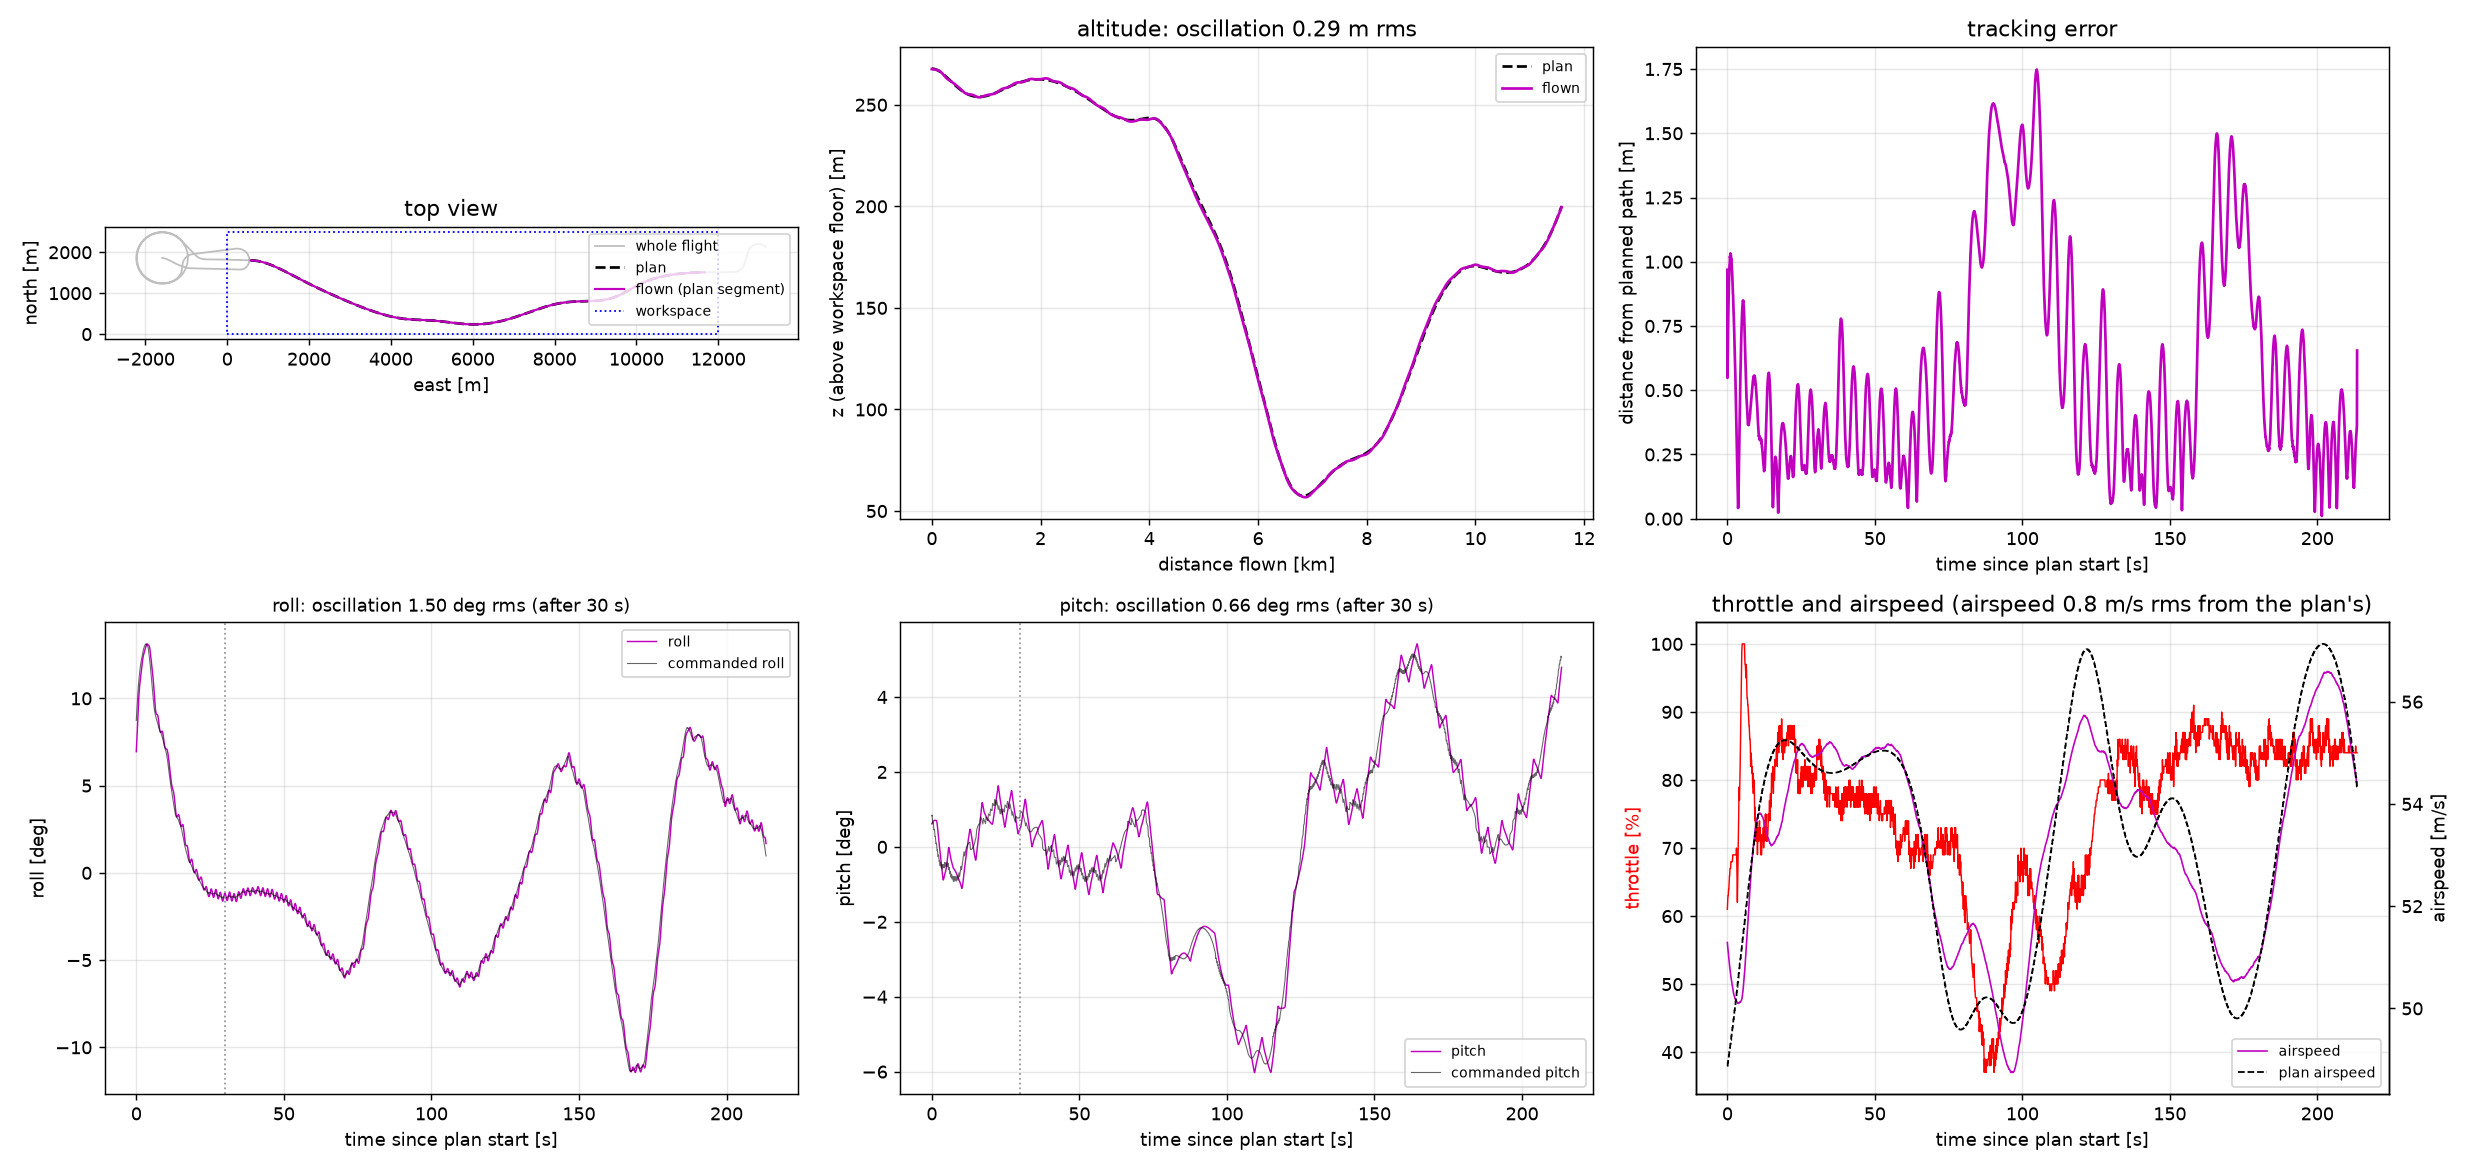 top view
north [m]
2000
1000
0
−2000
0
2000
4000
6000
8000
10000
12000
east [m]
whole flight
plan
flown (plan segment)
workspace
altitude: oscillation 0.29 m rms
z (above workspace floor) [m]
250
200
150
100
50
0
2
4
6
8
10
12
distance flown [km]
plan
flown
tracking error
distance from planned path [m]
1.75
1.50
1.25
1.00
0.75
0.50
0.25
0.00
0
50
100
150
200
time since plan start [s]
roll: oscillation 1.50 deg rms (after 30 s)
roll [deg]
10
5
0
−5
−10
0
50
100
150
200
time since plan start [s]
roll
commanded roll
pitch: oscillation 0.66 deg rms (after 30 s)
pitch [deg]
4
2
0
−2
−4
−6
0
50
100
150
200
time since plan start [s]
pitch
commanded pitch
throttle and airspeed (airspeed 0.8 m/s rms from the plan's)
throttle [%]
100
90
80
70
60
50
40
0
50
100
150
200
time since plan start [s]
56
54
52
50
airspeed [m/s]
airspeed
plan airspeed